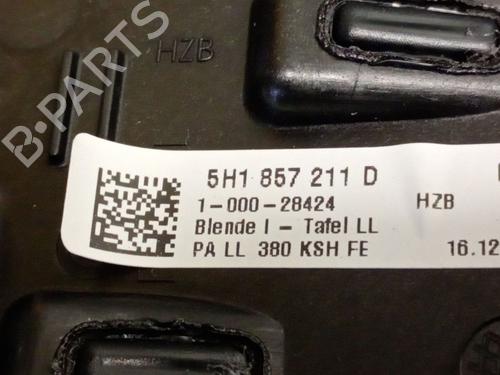 HZB
B-PARTS
5H1 857 211 D
1-000-28424 HZB
Blende I - Tafel LL
PA LL 380 KSH FE 16.12